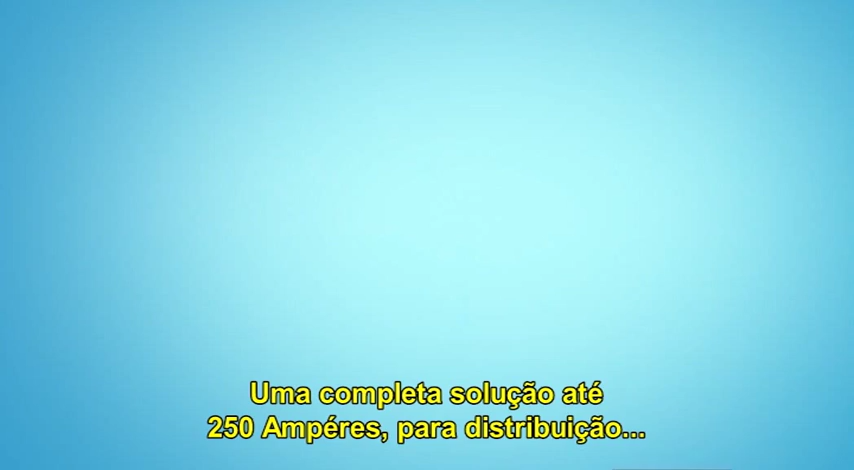 Uma completa solução até
250 Ampéres, para distribuição...